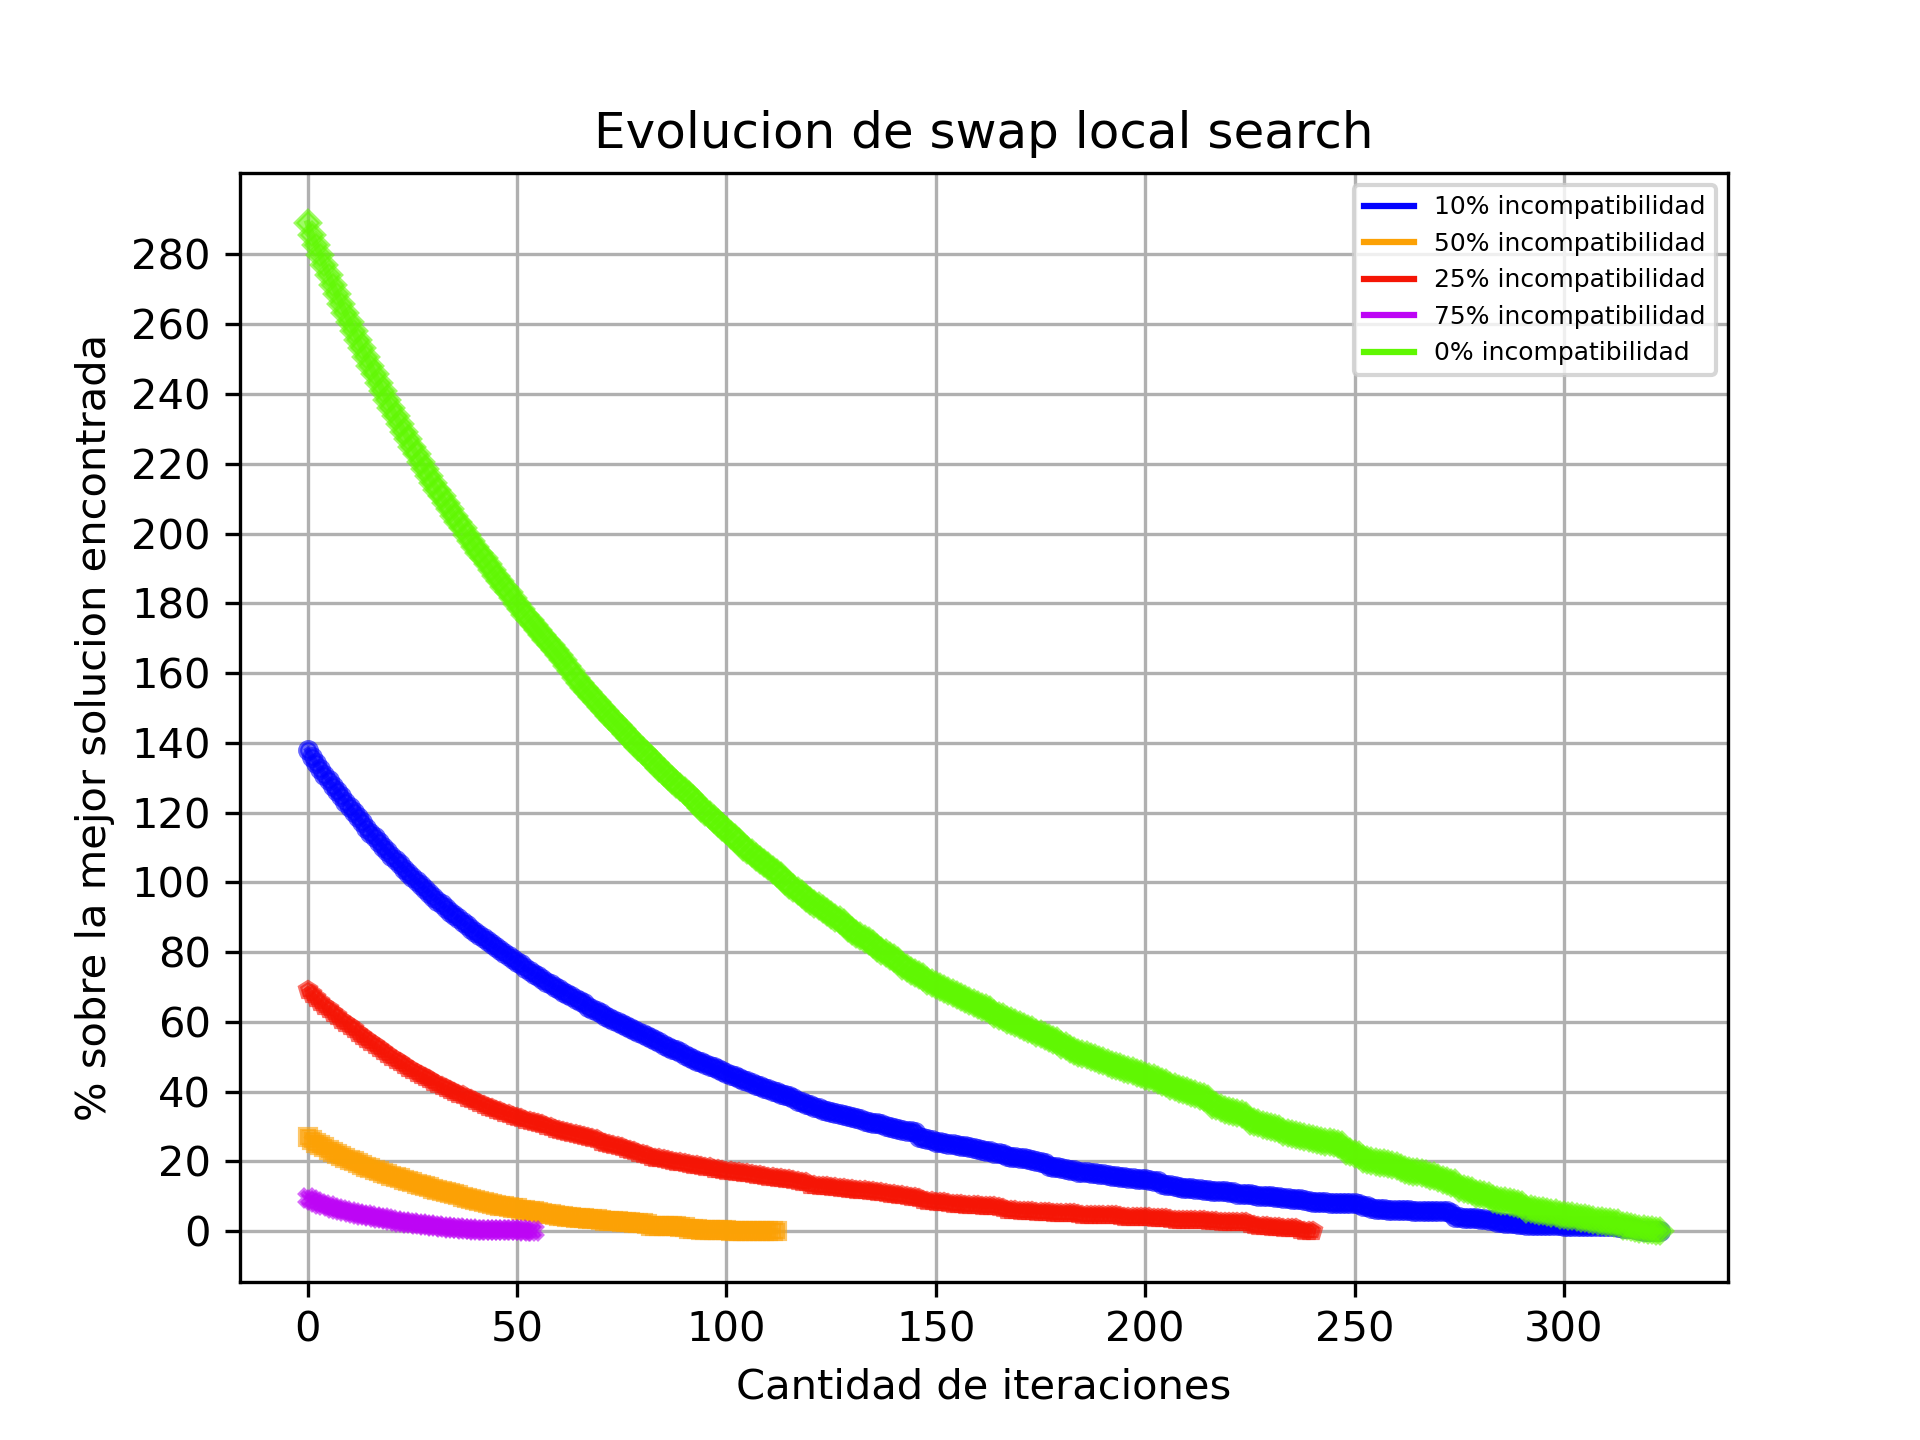 Evolucion de swap local search
10% incompatibilidad
50% incompatibilidad
25% incompatibilidad
75% incompatibilidad
0% incompatibilidad
% sobre la mejor solucion encontrada
280
260
240
220
200
180
160
140
120
100
80
60
40
20
0
0 50 100 150 200 250 300
Cantidad de iteraciones